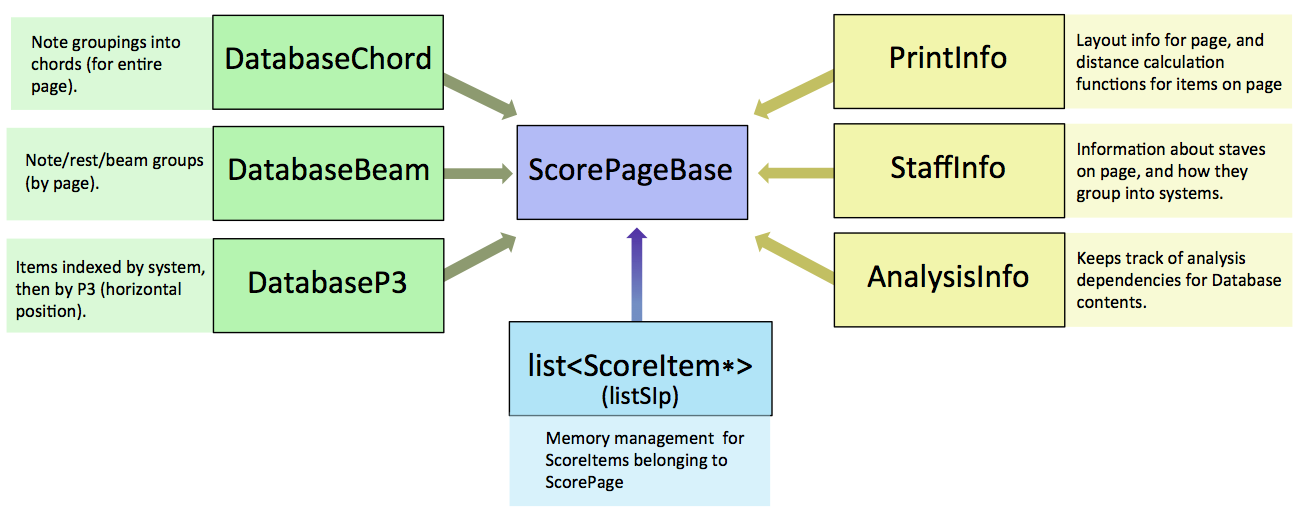 Note groupings into
chords (for entire
page).
DatabaseChord
Note/rest/beam groups
(by page).
DatabaseBeam
Items indexed by system,
then by P3 (horizontal
position).
DatabaseP3
ScorePageBase
list<ScoreItem*>
(listSIp)
Memory management for
ScoreItems belonging to
ScorePage
PrintInfo
Layout info for page, and
distance calculation
functions for items on page
StaffInfo
Information about staves
on page, and how they
group into systems.
AnalysisInfo
Keeps track of analysis
dependencies for Database
contents.